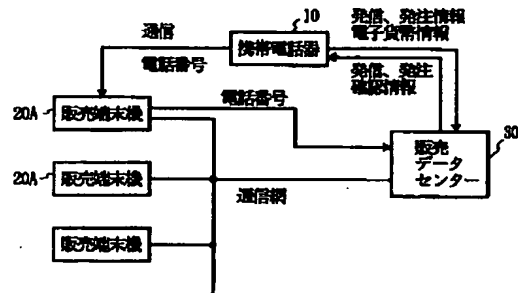 10
通信
携帯電話器
発信、発注情報
電子貨幣情報
電話番号
発信、発注
確認情報
20A
販売端末機
電話番号
30
販売
データ
センター
20A
販売端末機
通信網
販売端末機